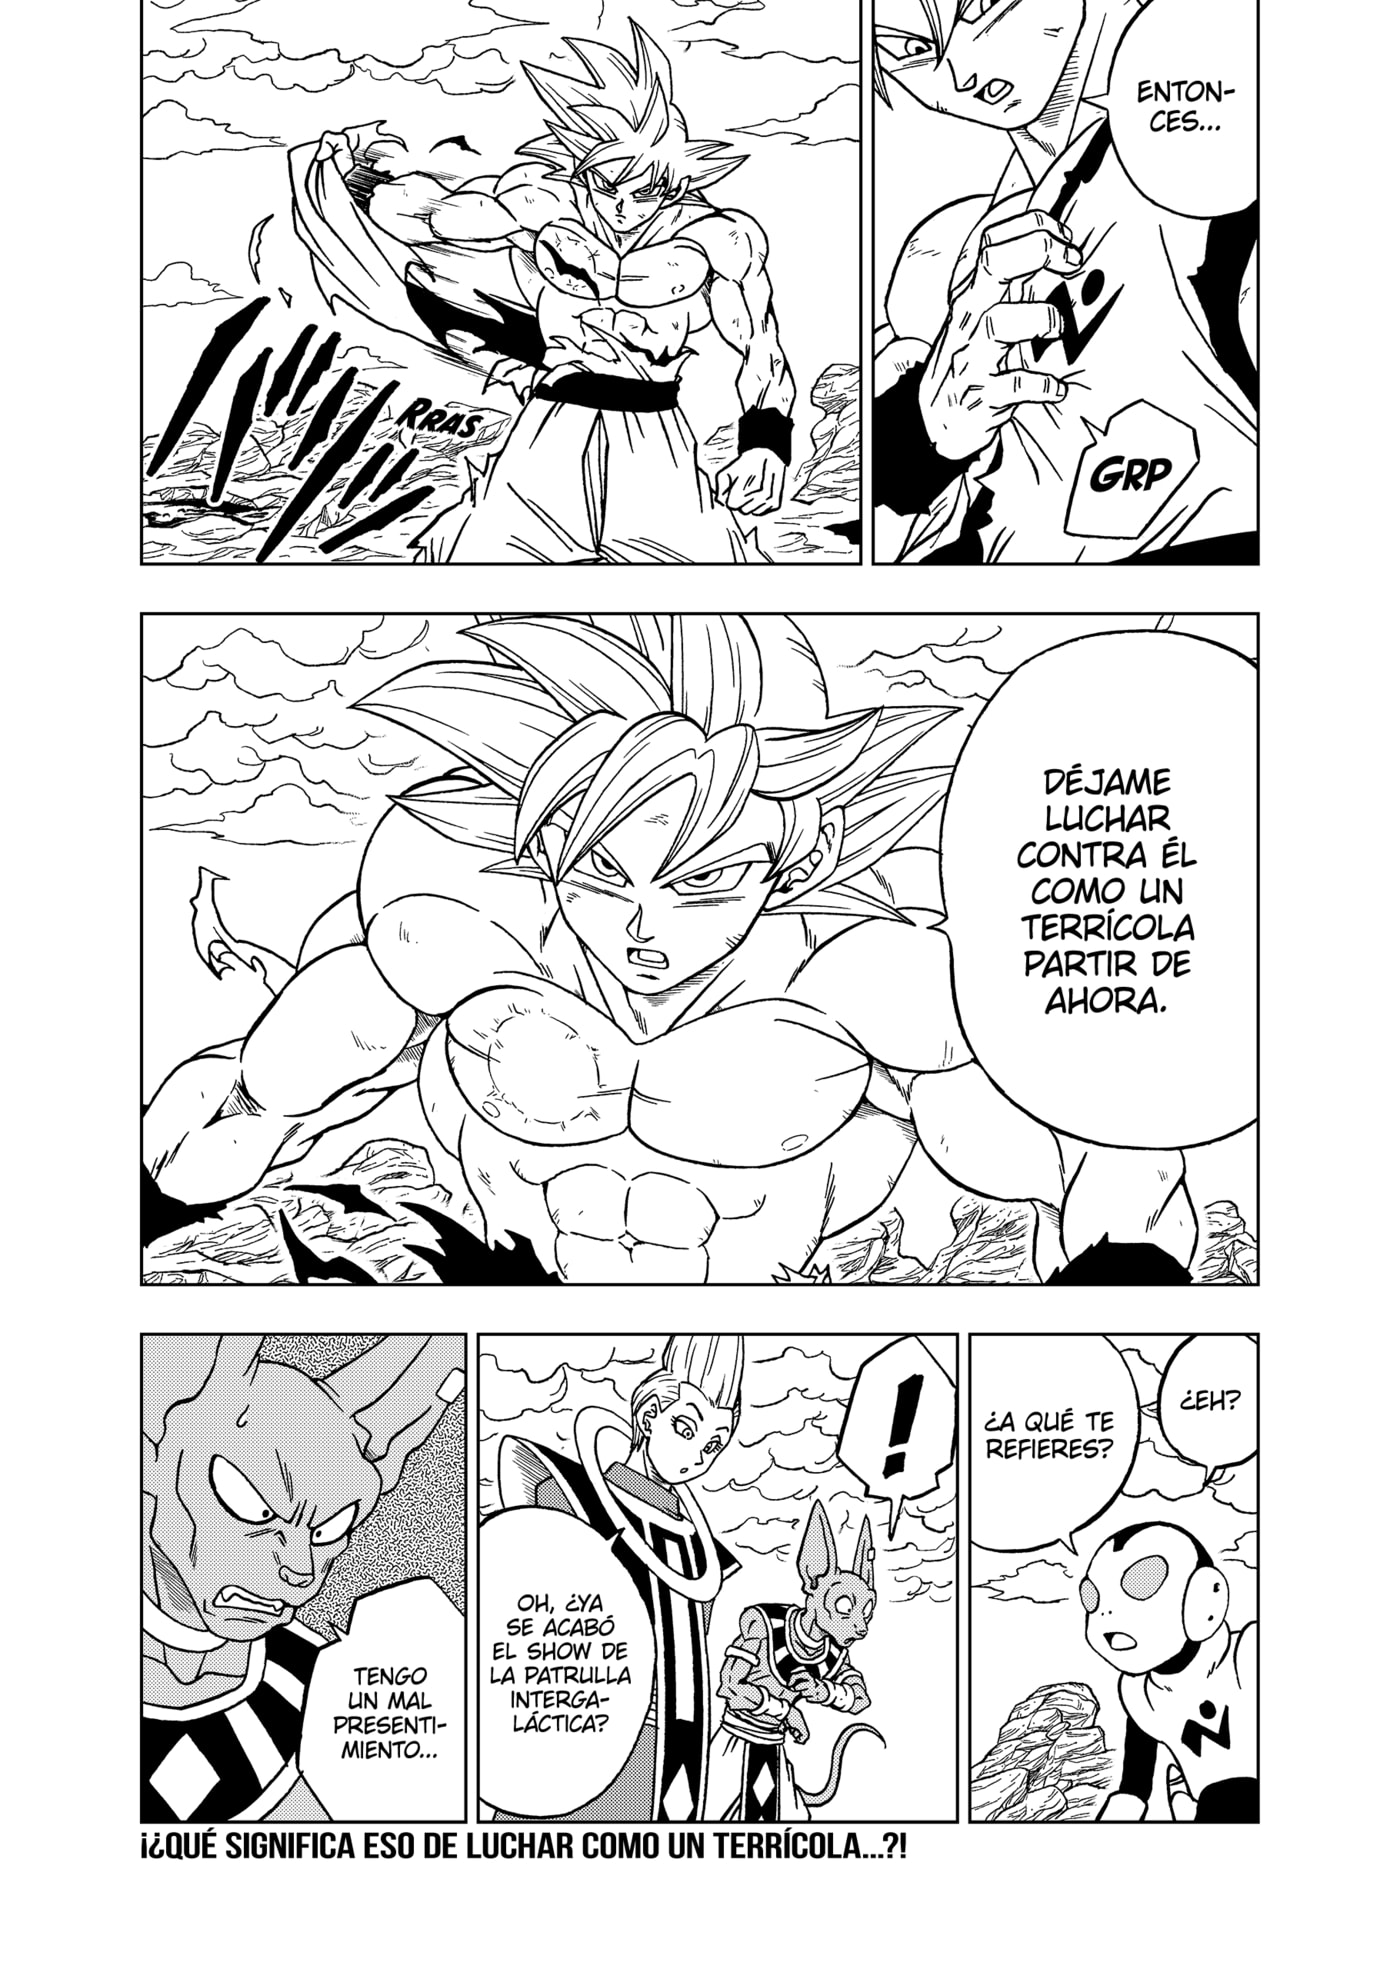 ENTON-
CES...
GRP
RRAS
DÉJAME
LUCHAR
CONTRA ÉL
COMO UN
TERRÍCOLA
PARTIR DE
AHORA.
¿EH?
¿A QUÉ TE
REFIERES?
!
OH, ¿YA
SE ACABÓ
EL SHOW DE
LA PATRULLA
INTERGA-
LÁCTICA?
TENGO
UN MAL
PRESENTI-
MIENTO...
¡¿QUÉ SIGNIFICA ESO DE LUCHAR COMO UN TERRÍCOLA...?!